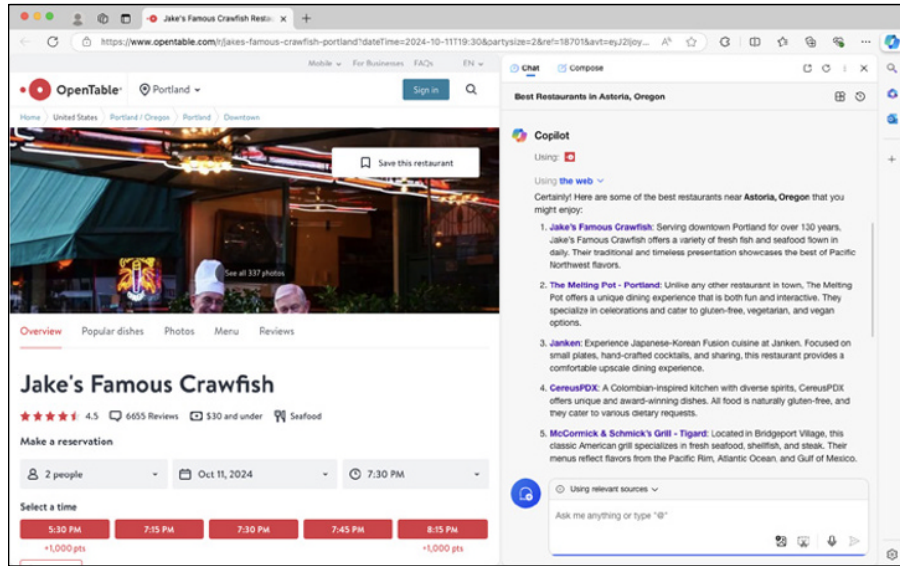 Jake's Famous Crawfish Resta
https://www.opentable.com/r/jakes-famous-crawfish-portland?dateTime=2024-10-11T19:30&partysize=2&ref=18701&avt=eyJ2Ijoy...
Mobile
For Businesses
FAQs
EN
OpenTable
Portland
Sign in
Home
United States
Portland / Oregon
Portland
Downtown
Save this restaurant
See all 337 photos
Overview
Popular dishes
Photos
Menu
Reviews
Jake's Famous Crawfish
4.5
6655 Reviews
$30 and under
Seafood
Make a reservation
2 people
Oct 11, 2024
7:30 PM
Select a time
5:30 PM
7:15 PM
7:30 PM
7:45 PM
8:15 PM
+1,000 pts
+1,000 pts
Chat
Compose
Best Restaurants in Astoria, Oregon
Copilot
Using:
Using the web
Certainly! Here are some of the best restaurants near Astoria, Oregon that you
might enjoy:
1. Jake's Famous Crawfish: Serving downtown Portland for over 130 years,
Jake's Famous Crawfish offers a variety of fresh fish and seafood flown in
daily. Their traditional and timeless presentation showcases the best of Pacific
Northwest flavors.
2. The Melting Pot - Portland: Unlike any other restaurant in town, The Melting
Pot offers a unique dining experience that is both fun and interactive. They
specialize in celebrations and cater to gluten-free, vegetarian, and vegan
options.
3. Janken: Experience Japanese-Korean Fusion cuisine at Janken. Focused on
small plates, hand-crafted cocktails, and sharing, this restaurant provides a
comfortable upscale dining experience.
4. CereusPDX: A Colombian-inspired kitchen with diverse spirits, CereusPDX
offers unique and award-winning dishes. All food is naturally gluten-free, and
they cater to various dietary requests.
5. McCormick & Schmick's Grill - Tigard: Located in Bridgeport Village, this
classic American grill specializes in fresh seafood, shellfish, and steak. Their
menus reflect flavors from the Pacific Rim, Atlantic Ocean, and Gulf of Mexico.
Using relevant sources
Ask me anything or type "@"